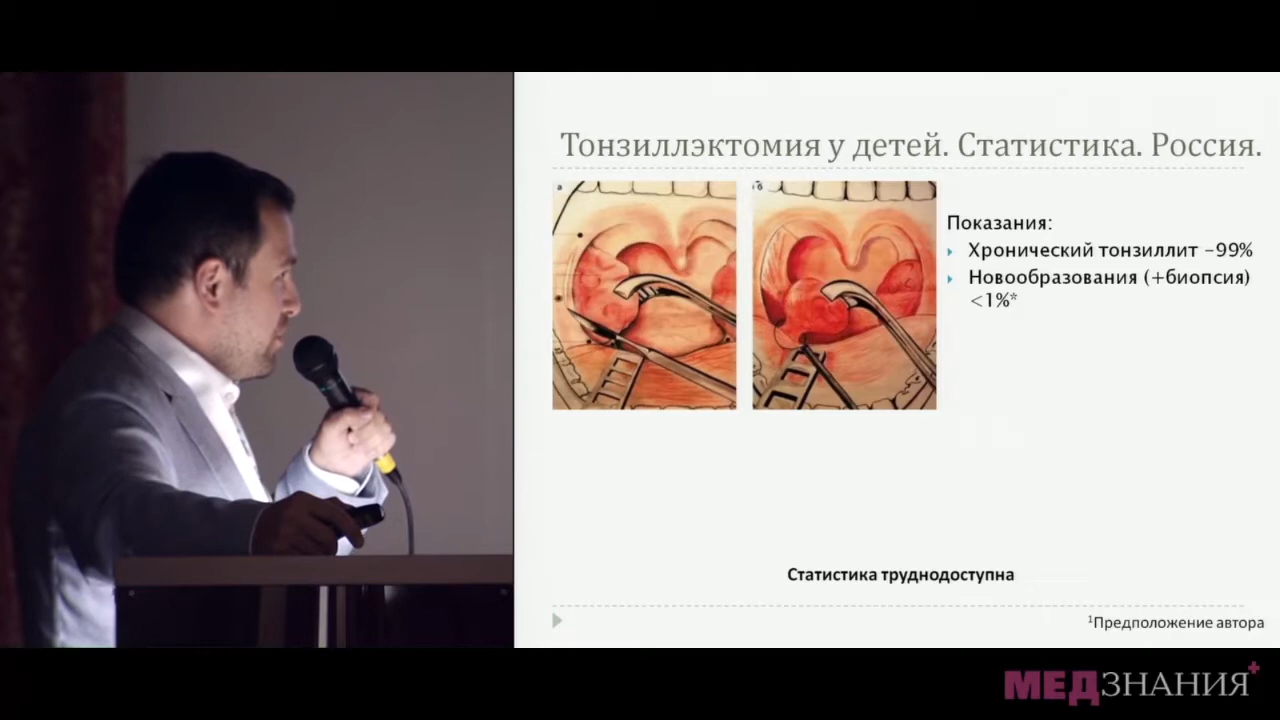 Тонзиллэктомия у детей. Статистика. Россия.
а
б
Показания:
Хронический тонзиллит -99%
Новообразования (+биопсия)
<1%*
Статистика труднодоступна
¹Предположение автора
МЕДЗНАНИЯ+